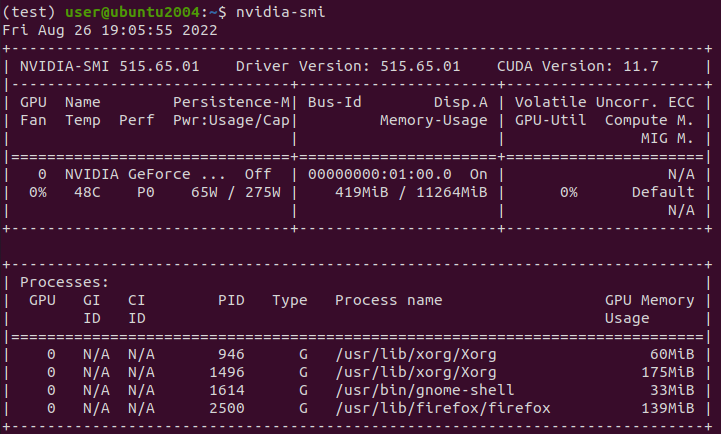 (test) user@ubuntu2004:~$ nvidia-smi
Fri Aug 26 19:05:55 2022
+-----------------------------------------------------------------------------+
| NVIDIA-SMI 515.65.01    Driver Version: 515.65.01    CUDA Version: 11.7     |
|-------------------------------+----------------------+----------------------+
| GPU  Name        Persistence-M| Bus-Id        Disp.A | Volatile Uncorr. ECC |
| Fan  Temp  Perf  Pwr:Usage/Cap|         Memory-Usage | GPU-Util  Compute M. |
|                               |                      |               MIG M. |
|===============================+======================+======================|
|   0  NVIDIA GeForce ...  Off  | 00000000:01:00.0  On |                  N/A |
|  0%   48C    P0    65W / 275W |    419MiB / 11264MiB |      0%      Default |
|                               |                      |                  N/A |
+-------------------------------+----------------------+----------------------+

+-----------------------------------------------------------------------------+
| Processes:                                                                  |
|  GPU   GI   CI        PID   Type   Process name                  GPU Memory |
|        ID   ID                                                   Usage      |
|=============================================================================|
|    0   N/A  N/A       946      G   /usr/lib/xorg/Xorg                 60MiB |
|    0   N/A  N/A      1496      G   /usr/lib/xorg/Xorg                175MiB |
|    0   N/A  N/A      1614      G   /usr/bin/gnome-shell               33MiB |
|    0   N/A  N/A      2500      G   /usr/lib/firefox/firefox          139MiB |
+-----------------------------------------------------------------------------+